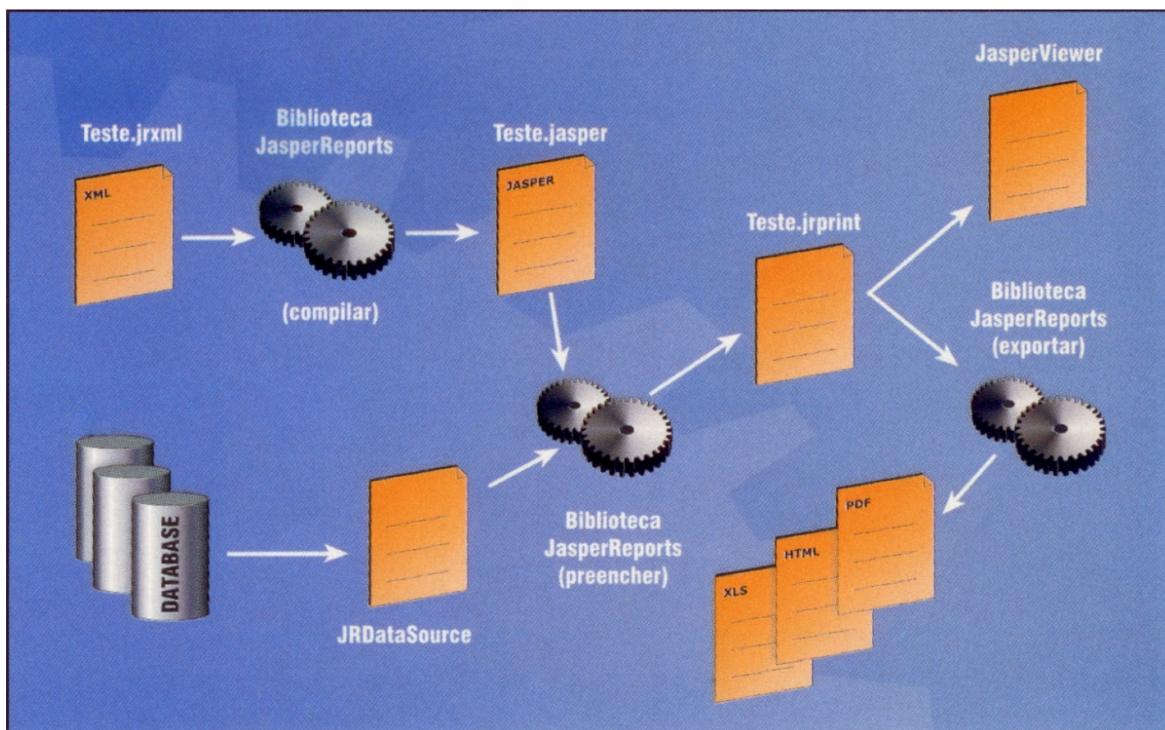 JasperViewer
Teste.jrxml
Biblioteca
JasperReports
Teste.jasper
XML
JASPER
Teste.jrprint
(compilar)
Biblioteca
JasperReports
(exportar)
DATABASE
JRDataSource
Biblioteca
JasperReports
(preencher)
PDF
HTML
XLS